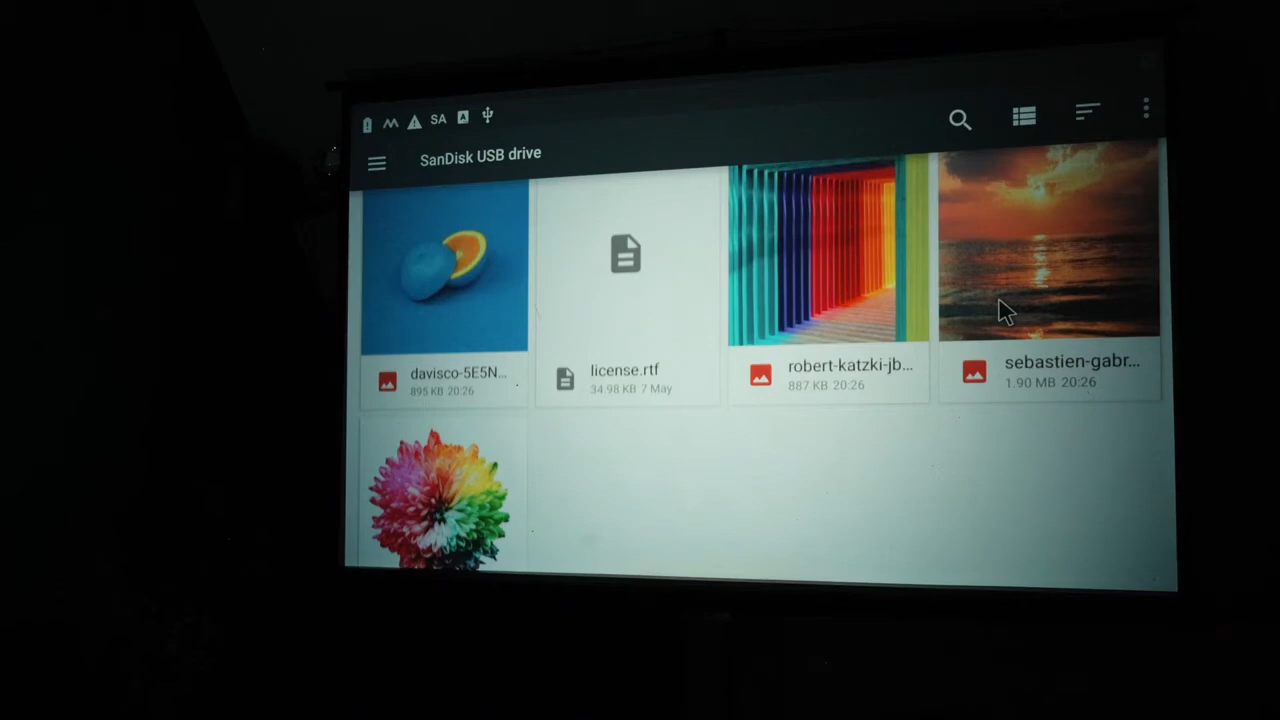 SA A
SanDisk USB drive
davisco-5E5N...
895 KB 20:26
license.rtf
34.98 KB 7 May
robert-katzki-jb...
887 KB 20:26
sebastien-gabr...
1.90 MB 20:26